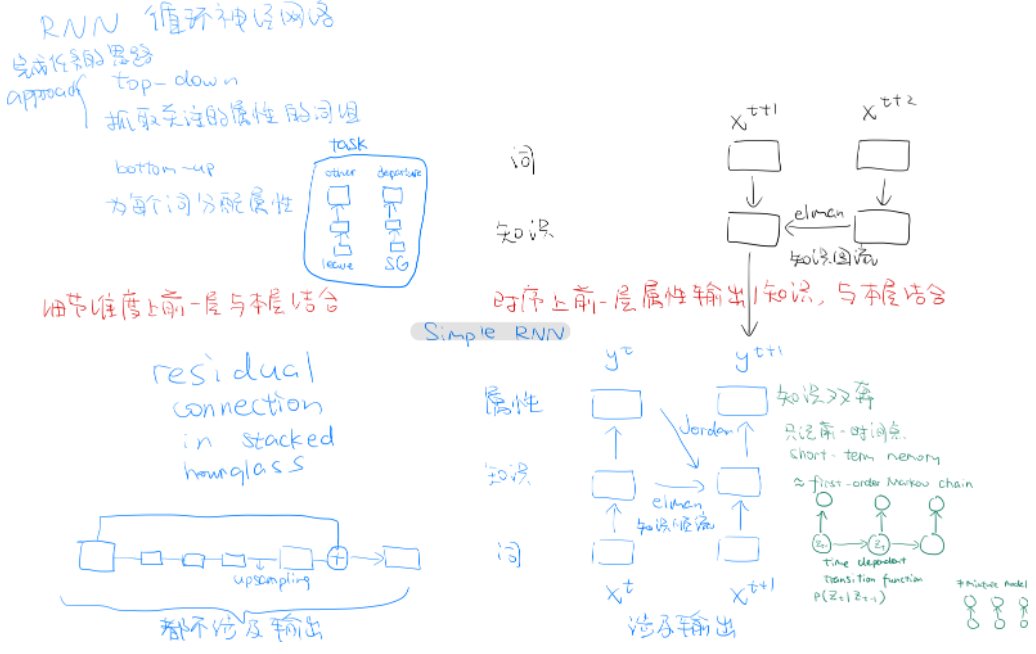 RNN 循环神经网络
完成任务的思路
approach
top-down
抓取关注的属性的词组
bottom-up
为每个词分配属性
task
other departure
leave SG
词
知识
x^t+1 x^t+2
elman
知识回流
细节维度上前一层与本层结合
时序上前一层属性输出/知识,与本层结合
Simple RNN
residual
connection
in stacked
hourglass
upsampling
都不涉及输出
y^t y^t+1
属性
知识
词
Jordan
elman
知识顺流
x^t x^t+1
涉及输出
知识双奔
只记前一时间点
short-term memory
≈ first-order Markov chain
Z_t-1 Z_t
time dependent
transition function
P(Z_t|Z_t-1)
≠ Mixture Model